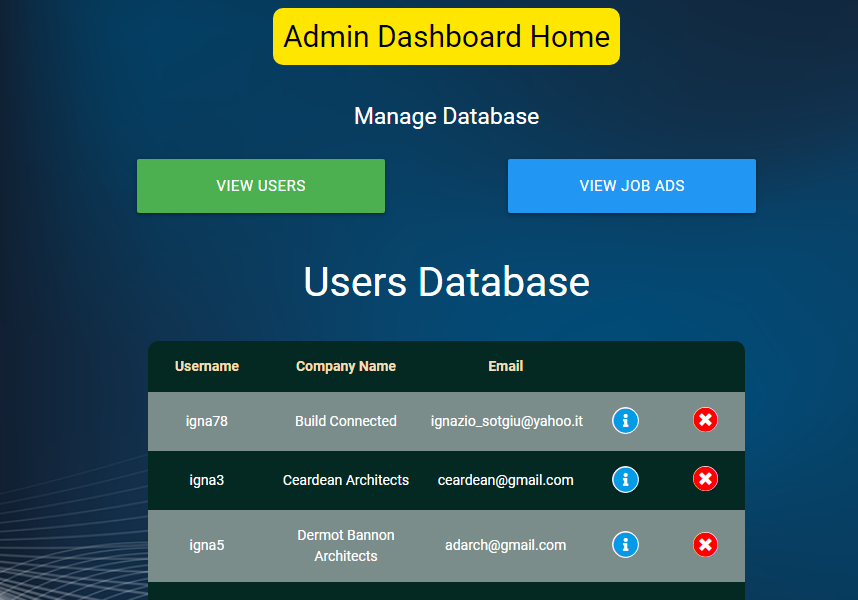 Admin Dashboard Home
Manage Database
VIEW USERS VIEW JOB ADS
Users Database
Username Company Name Email
igna78 Build Connected ignazio_sotgiu@yahoo.it
igna3 Ceardean Architects ceardean@gmail.com
igna5 Dermot Bannon Architects adarch@gmail.com